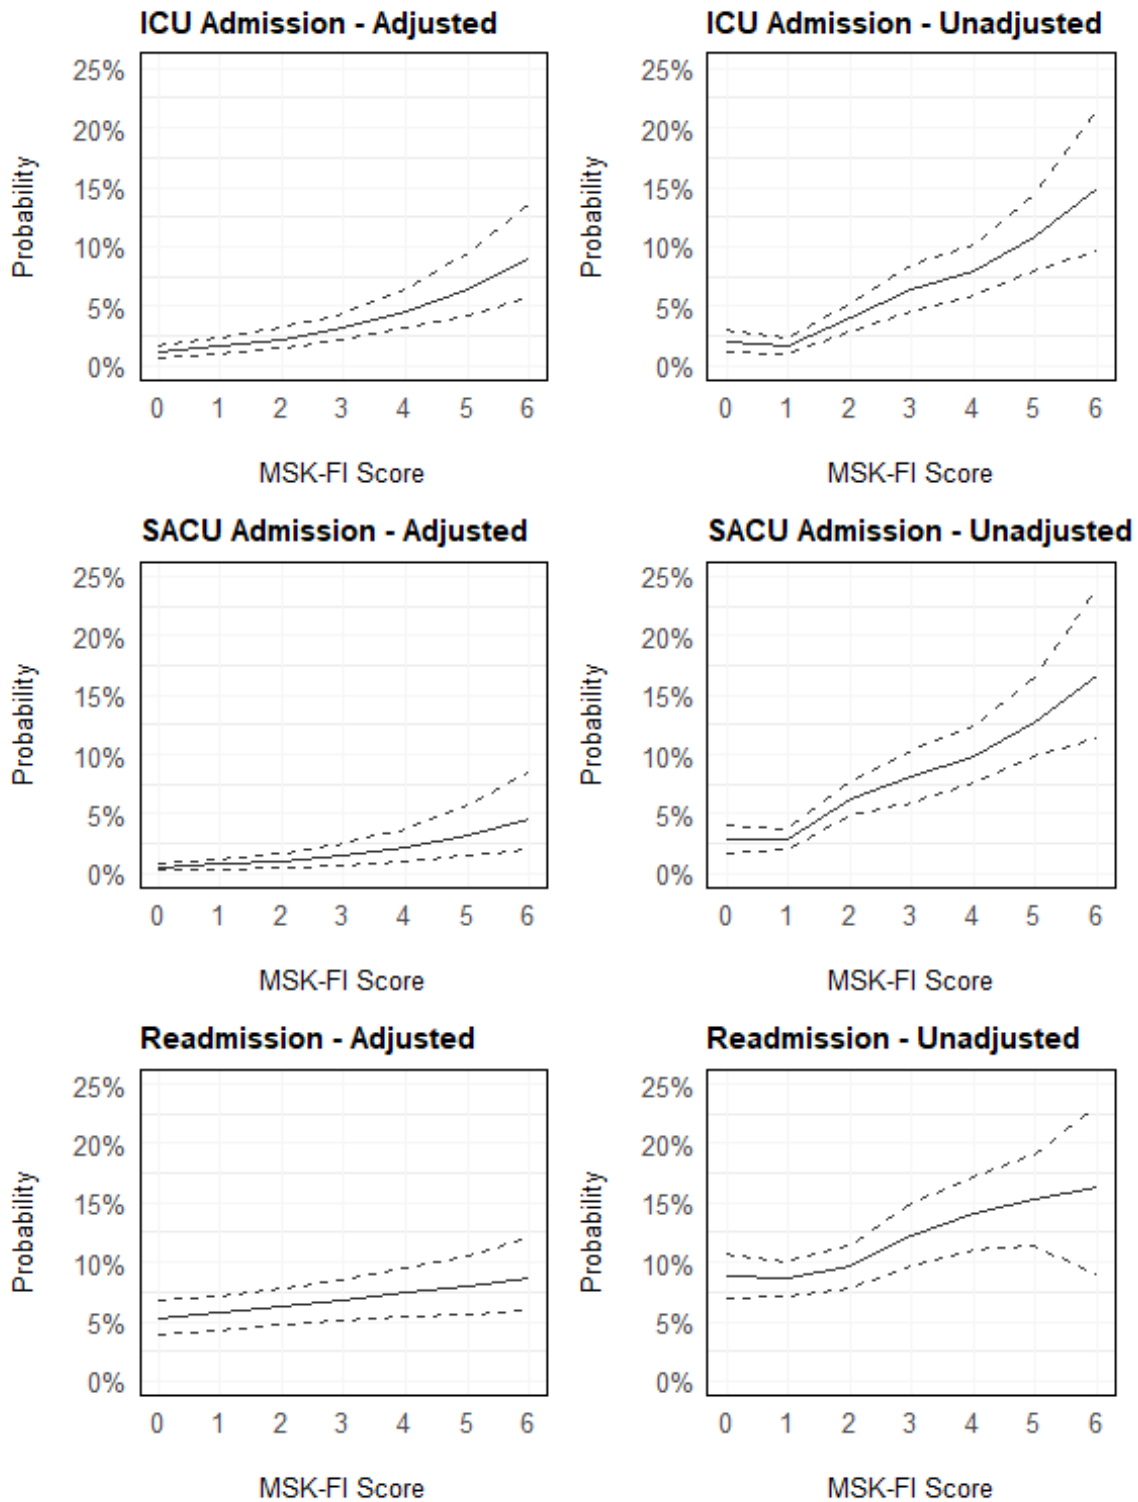 ICU Admission - Adjusted
25%
20%
15%
10%
5%
0%
Probability
0 1 2 3 4 5 6
MSK-FI Score
ICU Admission - Unadjusted
25%
20%
15%
10%
5%
0%
Probability
0 1 2 3 4 5 6
MSK-FI Score
SACU Admission - Adjusted
25%
20%
15%
10%
5%
0%
Probability
0 1 2 3 4 5 6
MSK-FI Score
SACU Admission - Unadjusted
25%
20%
15%
10%
5%
0%
Probability
0 1 2 3 4 5 6
MSK-FI Score
Readmission - Adjusted
25%
20%
15%
10%
5%
0%
Probability
0 1 2 3 4 5 6
MSK-FI Score
Readmission - Unadjusted
25%
20%
15%
10%
5%
0%
Probability
0 1 2 3 4 5 6
MSK-FI Score